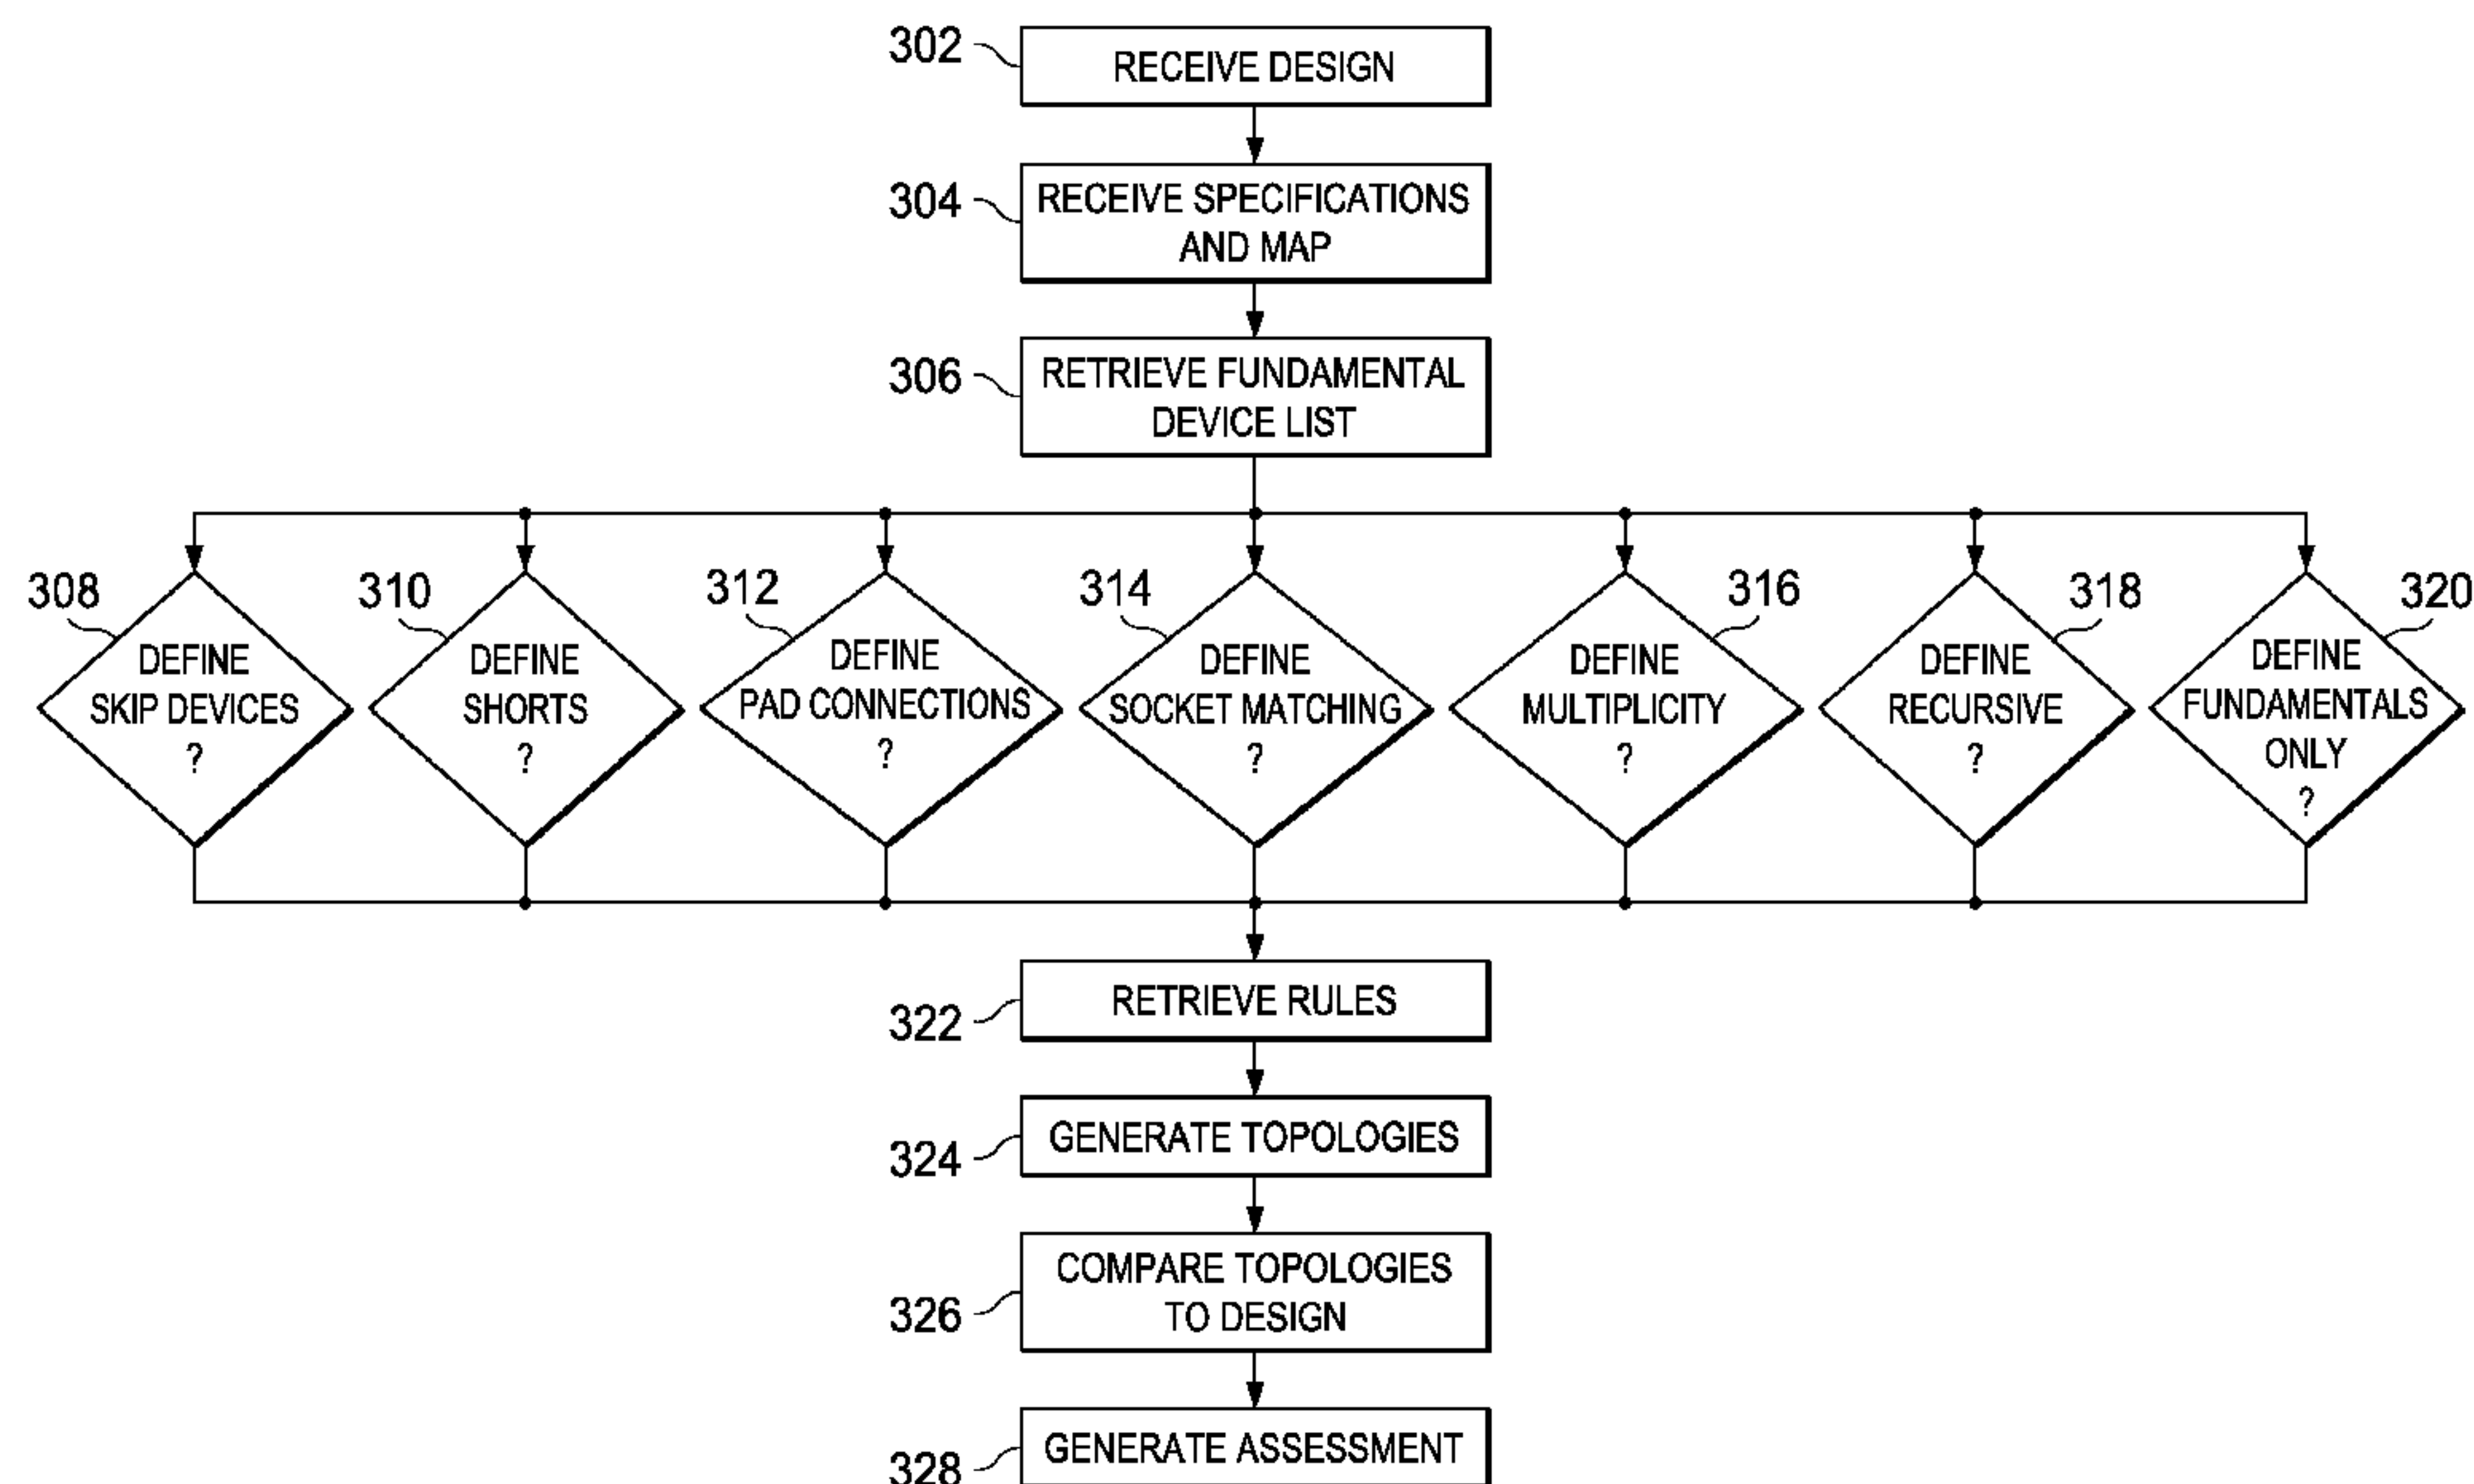 302
RECEIVE DESIGN
304
RECEIVE SPECIFICATIONS
AND MAP
306
RETRIEVE FUNDAMENTAL
DEVICE LIST
308
DEFINE
SKIP DEVICES
?
310
DEFINE
SHORTS
?
312
DEFINE
PAD CONNECTIONS
?
314
DEFINE
SOCKET MATCHING
?
316
DEFINE
MULTIPLICITY
?
318
DEFINE
RECURSIVE
?
320
DEFINE
FUNDAMENTALS
ONLY
?
322
RETRIEVE RULES
324
GENERATE TOPOLOGIES
326
COMPARE TOPOLOGIES
TO DESIGN
328
GENERATE ASSESSMENT